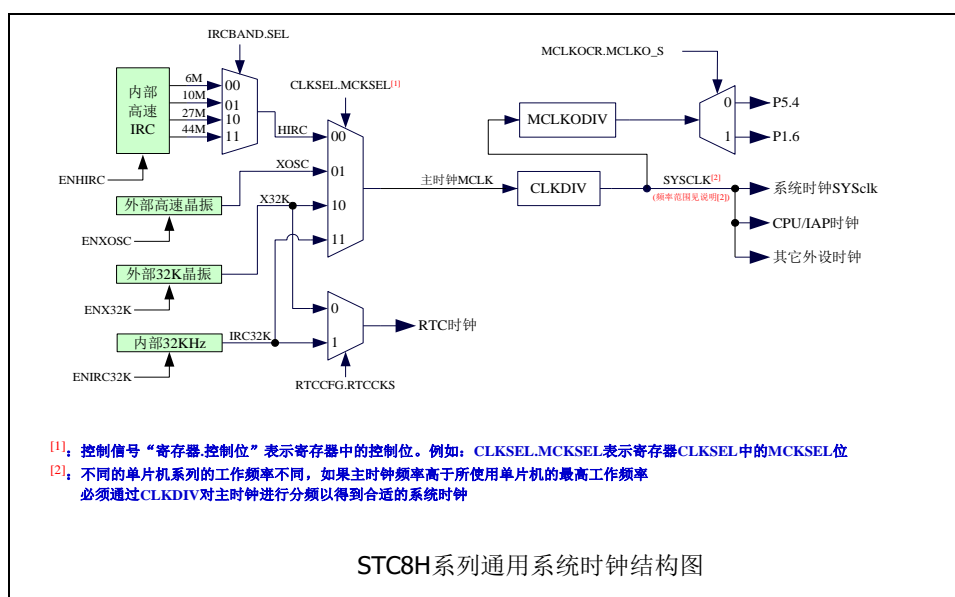 IRCBAND.SEL
MCLKOCR.MCLKO_S
内部
高速
IRC
6M
10M
27M
44M
00
01
10
11
CLKSEL.MCKSEL[1]
HIRC
00
01
10
11
ENHIRC
XOSC
外部高速晶振
X32K
ENXOSC
外部32K晶振
ENX32K
内部32KHz
IRC32K
ENIRC32K
主时钟MCLK
CLKDIV
MCLKODIV
0
1
P5.4
P1.6
SYSCLK[2]
(频率范围见说明[2])
系统时钟SYSclk
CPU/IAP时钟
其它外设时钟
0
1
RTC时钟
RTCCFG.RTCCKS
[1]：控制信号“寄存器.控制位”表示寄存器中的控制位。例如：CLKSEL.MCKSEL表示寄存器CLKSEL中的MCKSEL位
[2]：不同的单片机系列的工作频率不同，如果主时钟频率高于所使用单片机的最高工作频率
必须通过CLKDIV对主时钟进行分频以得到合适的系统时钟
STC8H系列通用系统时钟结构图